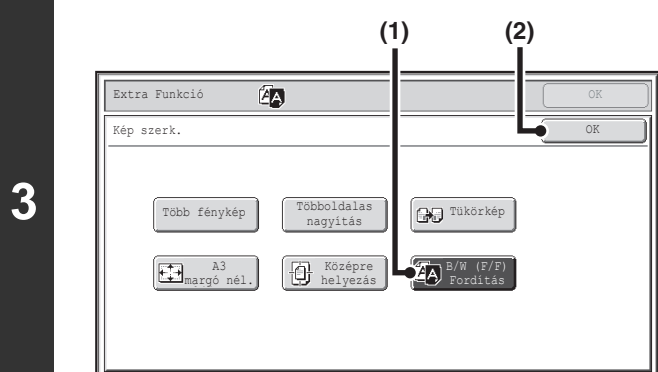 (1) (2)
Extra Funkció OK
Kép szerk. OK
3
Több fénykép
Többoldalas
nagyítás
Tükörkép
A3
margó nél.
Középre
helyezás
B/W (F/F)
Fordítás